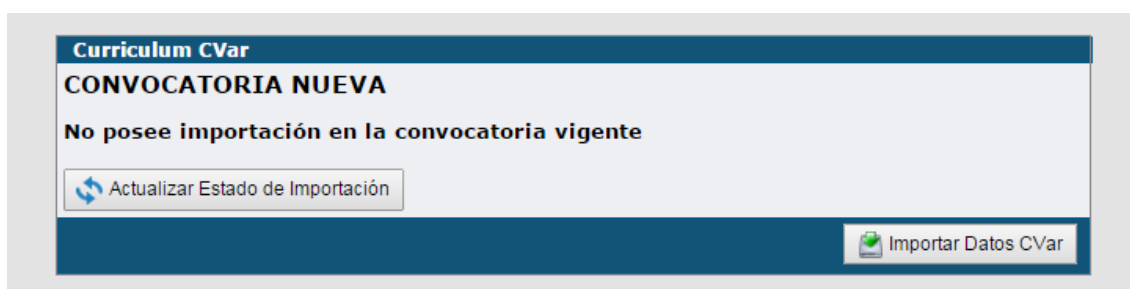 Curriculum CVar
CONVOCATORIA NUEVA
No posee importación en la convocatoria vigente
Actualizar Estado de Importación
Importar Datos CVar